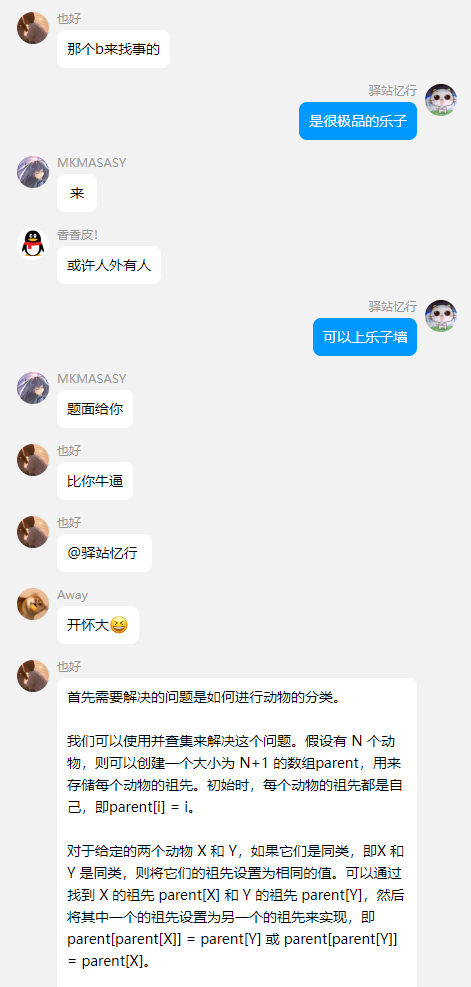 也好
那个b来找事的
驿站忆行
是很极品的乐子
MKMASASY
来
香香皮!
或许人外有人
驿站忆行
可以上乐子墙
MKMASASY
题面给你
也好
比你牛逼
也好
@驿站忆行
Away
开怀大😆
也好
首先需要解决的问题是如何进行动物的分类。
我们可以使用并查集来解决这个问题。假设有 N 个动
物，则可以创建一个大小为 N+1 的数组parent，用来
存储每个动物的祖先。初始时，每个动物的祖先都是自
己，即parent[i] = i。
对于给定的两个动物 X 和 Y，如果它们是同类，即X 和
Y 是同类，则将它们的祖先设置为相同的值。可以通过
找到 X 的祖先 parent[X] 和 Y 的祖先 parent[Y]，然后
将其中一个的祖先设置为另一个的祖先来实现，即
parent[parent[X]] = parent[Y] 或 parent[parent[Y]]
= parent[X]。